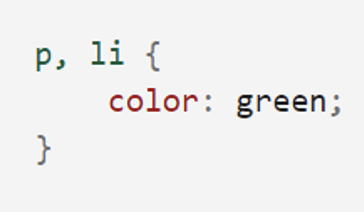 p, li {
    color: green;
}